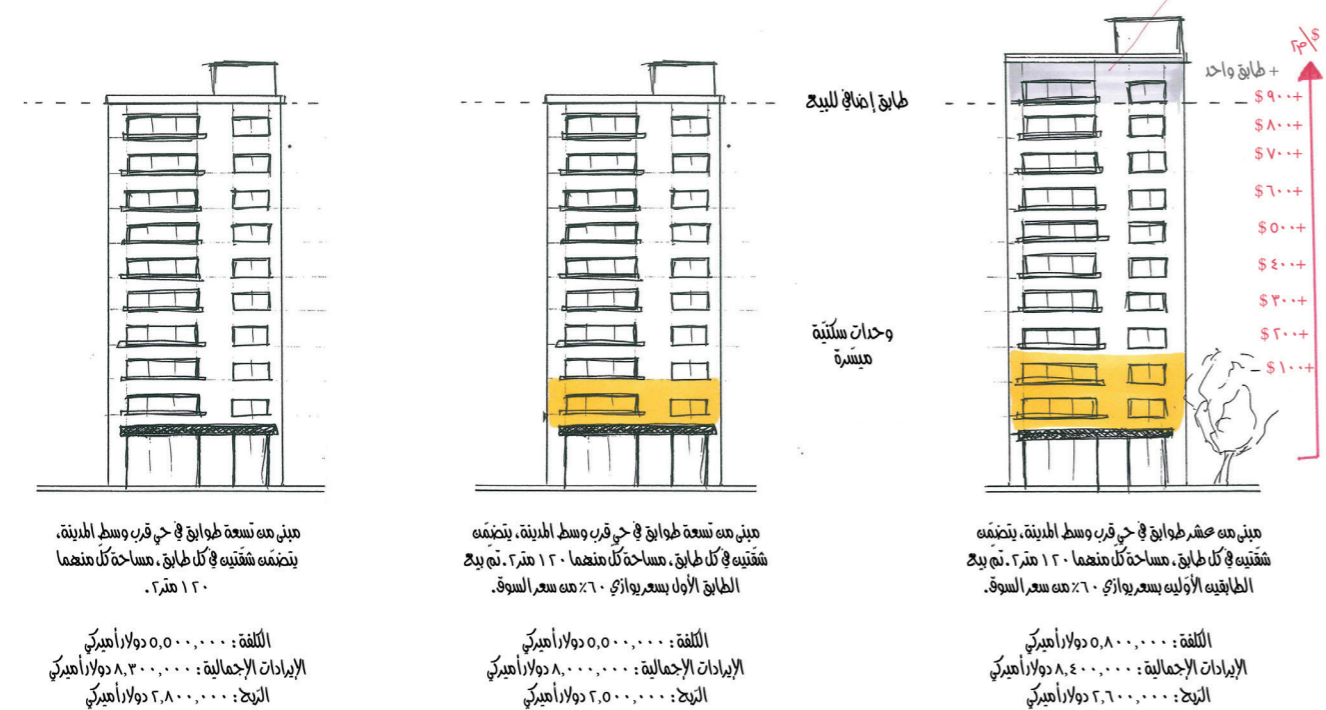 $/م٢
+ طابق واحد
طابق إضافي للبيع
+٩٠٠ $
+٨٠٠ $
+٧٠٠ $
+٦٠٠ $
+٥٠٠ $
+٤٠٠ $
+٣٠٠ $
+٢٠٠ $
+١٠٠ $
وحدات سكنيّة
ميسّرة
مبنى من تسعة طوابق في حي قرب وسط المدينة،
يتضمّن شقّتين في كل طابق، مساحة كلّ منهما
١٢٠ متر٢.
الكلفة: ٥,٥٠٠,٠٠٠ دولار أميركي
الإيرادات الإجمالية: ٨,٣٠٠,٠٠٠ دولار أميركي
الربح: ٢,٨٠٠,٠٠٠ دولار أميركي
مبنى من تسعة طوابق في حي قرب وسط المدينة، يتضمّن
شقّتين في كل طابق، مساحة كلّ منهما ١٢٠ متر٢. تمّ بيع
الطابق الأول بسعر يوازي ٦٠٪ من سعر السوق.
الكلفة: ٥,٥٠٠,٠٠٠ دولار أميركي
الإيرادات الإجمالية: ٨,٠٠٠,٠٠٠ دولار أميركي
الربح: ٢,٥٠٠,٠٠٠ دولار أميركي
مبنى من عشر طوابق في حي قرب وسط المدينة، يتضمّن
شقّتين في كل طابق، مساحة كلّ منهما ١٢٠ متر٢. تمّ بيع
الطابقين الأوّلين بسعر يوازي ٦٠٪ من سعر السوق.
الكلفة: ٥,٨٠٠,٠٠٠ دولار أميركي
الإيرادات الإجمالية: ٨,٤٠٠,٠٠٠ دولار أميركي
الربح: ٢,٦٠٠,٠٠٠ دولار أميركي